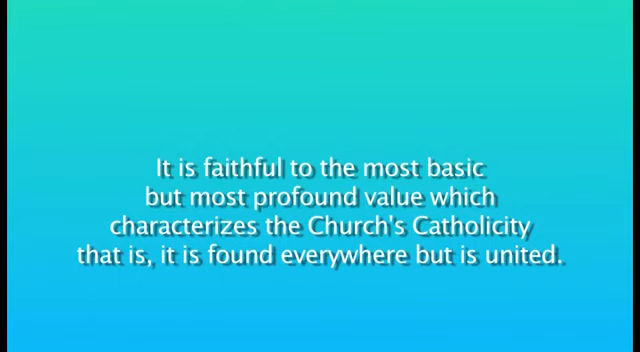 It is faithful to the most basic
but most profound value which
characterizes the Church's Catholicity
that is, it is found everywhere but is united.